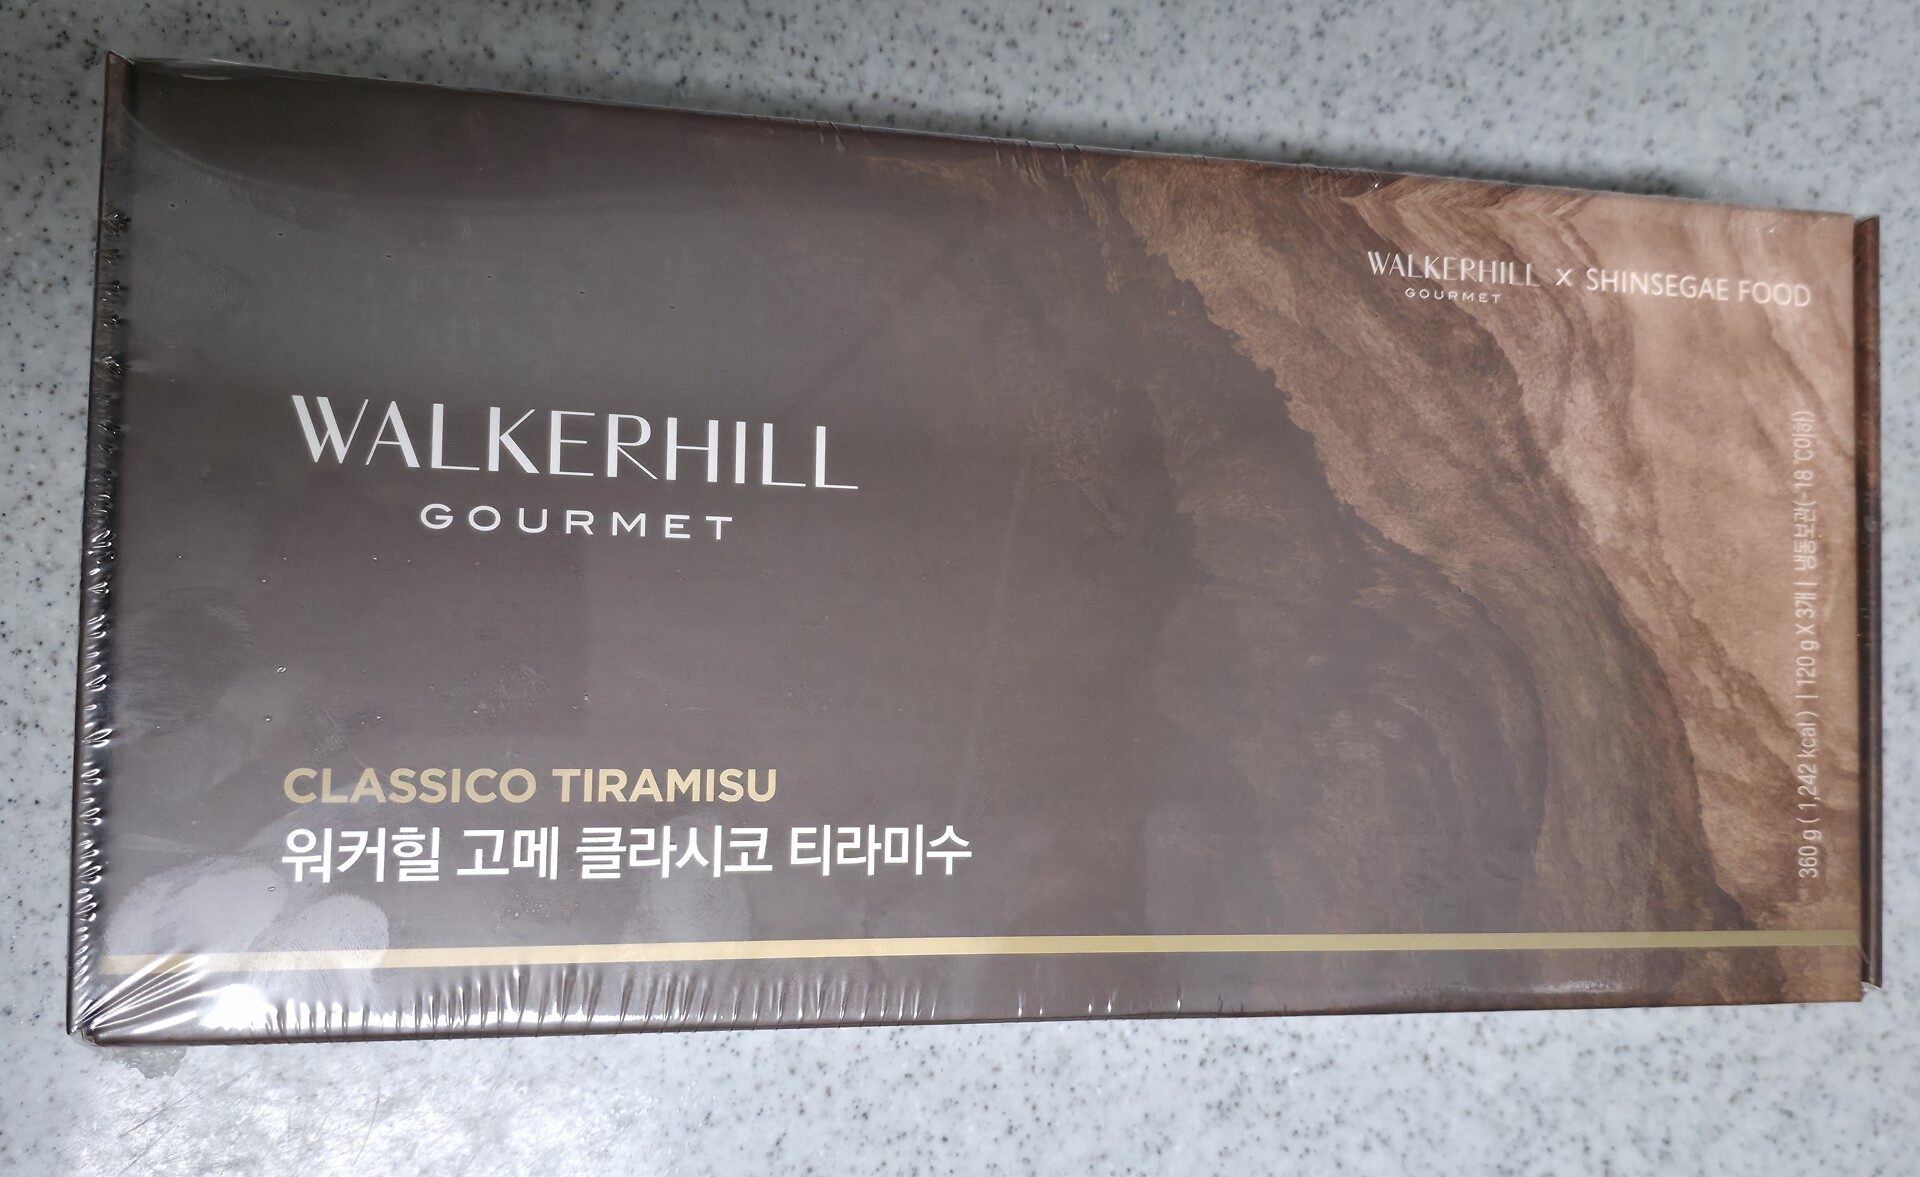 WALKERHILL X SHINSEGAE FOOD
GOURMET
WALKERHILL
GOURMET
CLASSICO TIRAMISU
워커힐 고메 클라시코 티라미수
360 g ( 1,242 kcal ) | 120 g X 3개 | 냉동보관(-18 ℃이하)